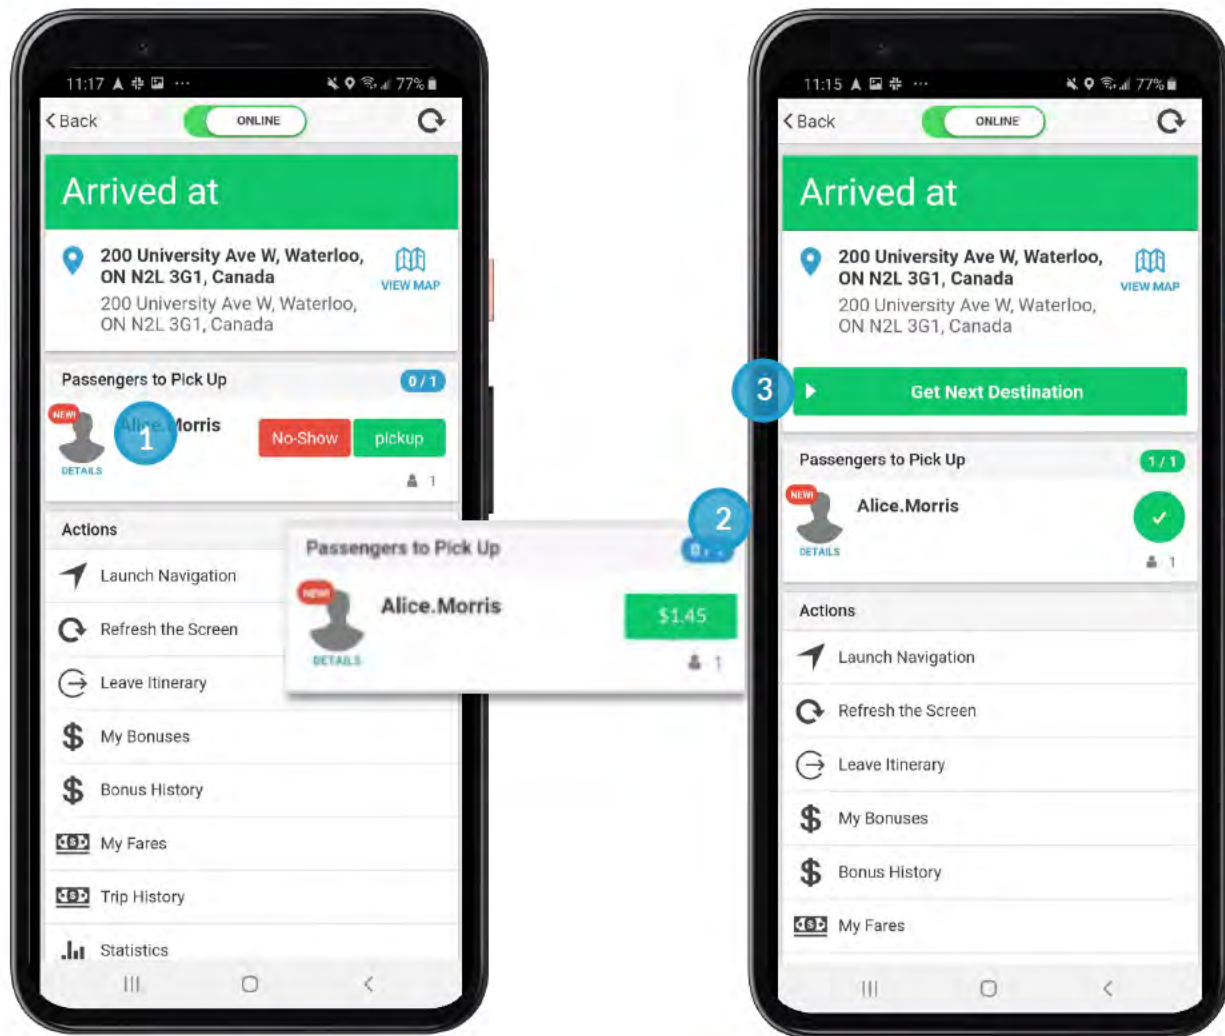 11:17 ... 77%
Back
ONLINE
Arrived at
200 University Ave W, Waterloo,
ON N2L 3G1, Canada
VIEW MAP
200 University Ave W, Waterloo,
ON N2L 3G1, Canada
Passengers to Pick Up
0 / 1
NEW!
Alice.Morris
1
No-Show
pickup
DETAILS
1
Actions
Launch Navigation
Refresh the Screen
Leave Itinerary
My Bonuses
Bonus History
My Fares
Trip History
Statistics
2
Passengers to Pick Up
NEW!
Alice.Morris
$1.45
DETAILS
1
11:15 ... 77%
Back
ONLINE
Arrived at
200 University Ave W, Waterloo,
ON N2L 3G1, Canada
VIEW MAP
200 University Ave W, Waterloo,
ON N2L 3G1, Canada
3
Get Next Destination
Passengers to Pick Up
1 / 1
NEW!
Alice.Morris
DETAILS
1
Actions
Launch Navigation
Refresh the Screen
Leave Itinerary
My Bonuses
Bonus History
My Fares